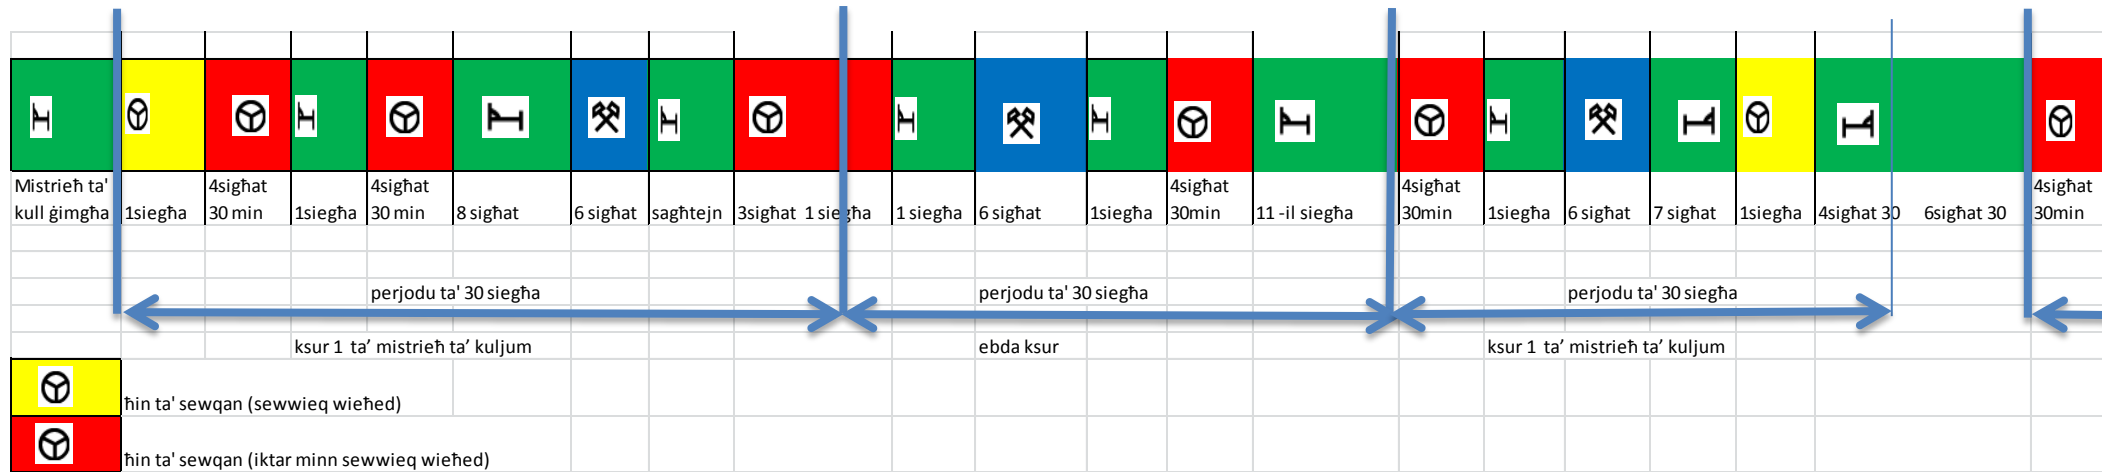 Mistrieħ ta' kull ġimgħa
1siegħa
4sigħat 30 min
1siegħa
4sigħat 30 min
8 sigħat
6 sigħat
sagħtejn
3sigħat
1 siegħa
1 siegħa
6 sigħat
1siegħa
4sigħat 30min
11 -il siegħa
4sigħat 30min
1siegħa
6 sigħat
7 sigħat
1siegħa
4sigħat 30
6sigħat 30
4sigħat 30min
perjodu ta' 30 siegħa
perjodu ta' 30 siegħa
perjodu ta' 30 siegħa
ksur 1 ta’ mistrieħ ta’ kuljum
ebda ksur
ksur 1 ta’ mistrieħ ta’ kuljum
ħin ta' sewqan (sewwieq wieħed)
ħin ta' sewqan (iktar minn sewwieq wieħed)